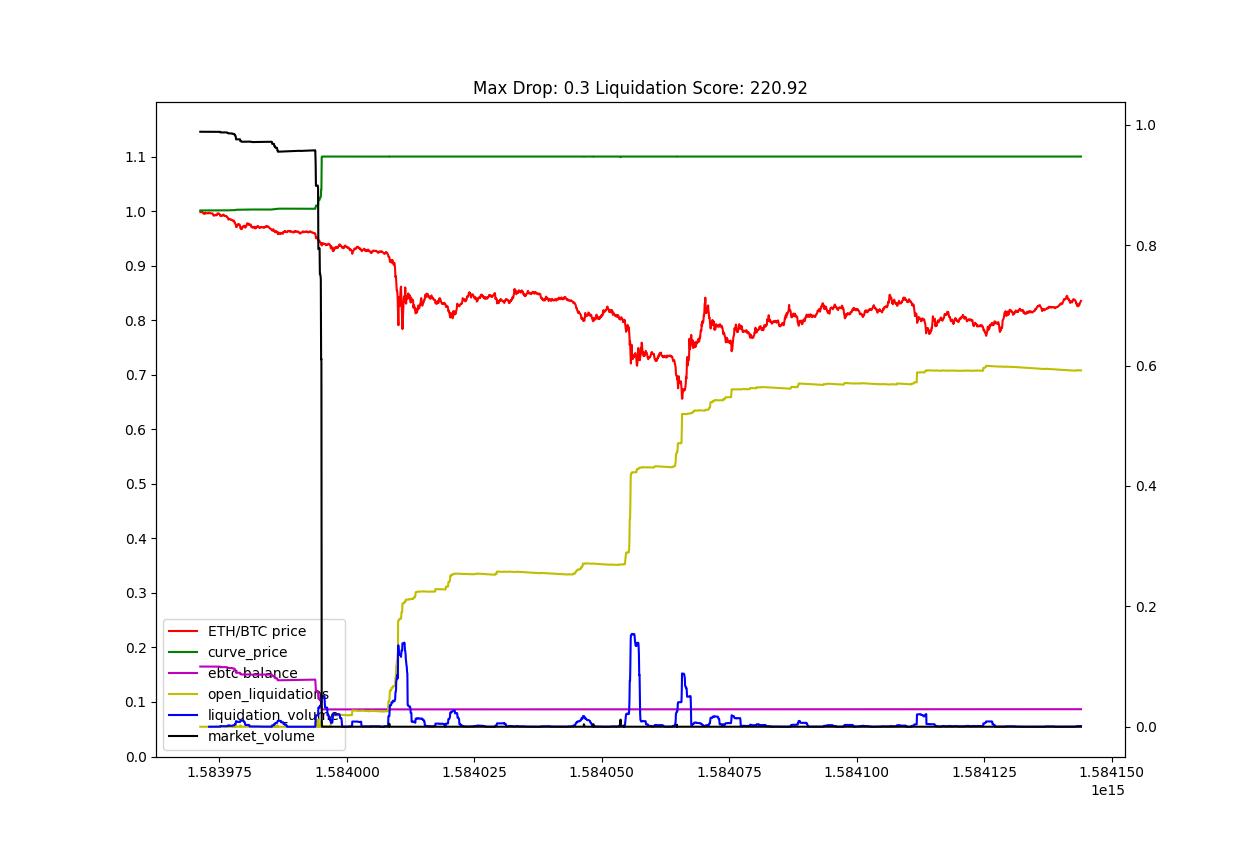 Max Drop: 0.3 Liquidation Score: 220.92
1.1
1.0
0.9
0.8
0.7
0.6
0.5
0.4
0.3
0.2
0.1
0.0
1.0
0.8
0.6
0.4
0.2
0.0
ETH/BTC price
curve_price
ebtc balance
open_liquidations
liquidation_volume
market_volume
1.583975 1.584000 1.584025 1.584050 1.584075 1.584100 1.584125 1.584150
1e15